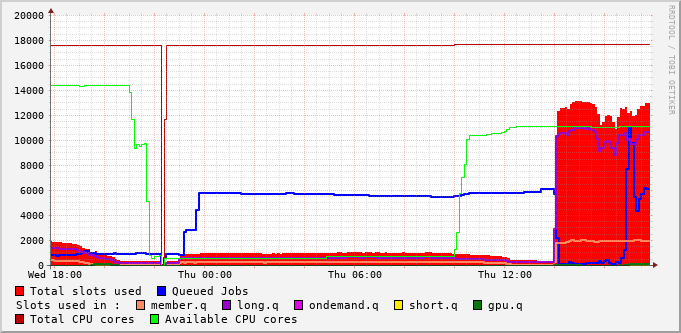 20000
18000
16000
14000
12000
10000
8000
6000
4000
2000
0
Wed 18:00 Thu 00:00 Thu 06:00 Thu 12:00
RRDTOOL / TOBI OETIKER
Total slots used Queued Jobs
Slots used in : member.q long.q ondemand.q short.q gpu.q
Total CPU cores Available CPU cores